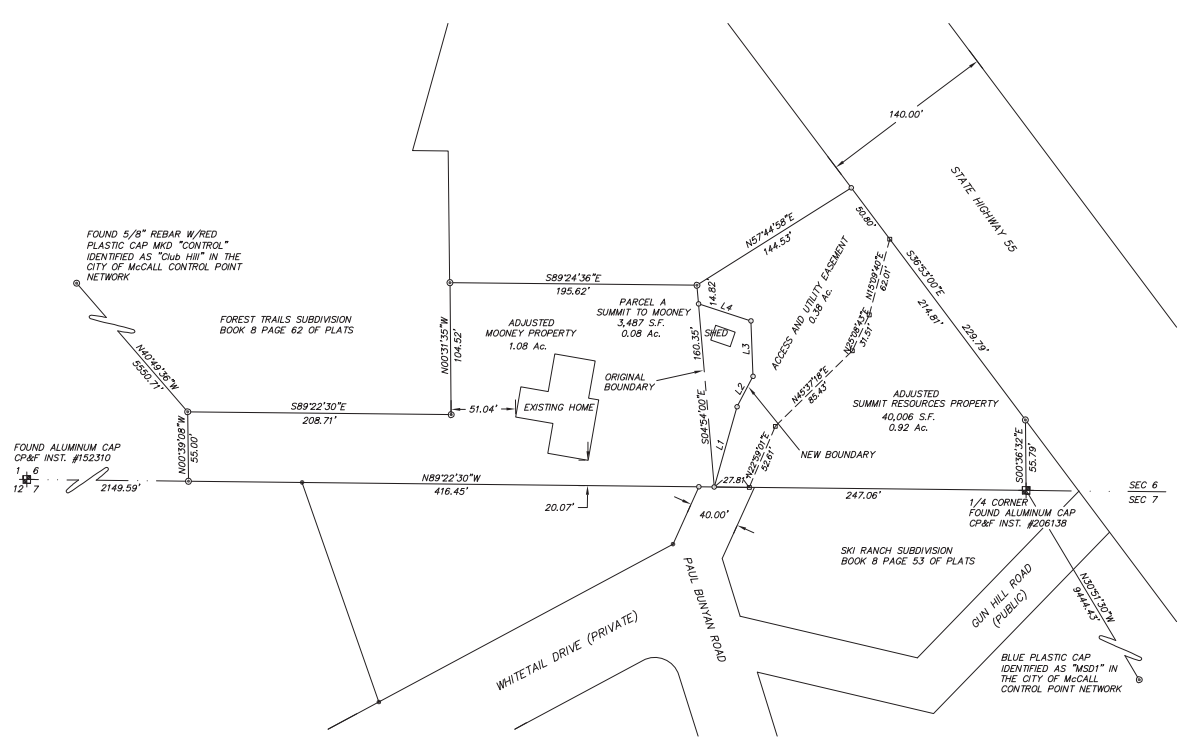 140.00'
STATE HIGHWAY 55
FOUND 5/8" REBAR W/RED
PLASTIC CAP MKD "CONTROL"
IDENTIFIED AS "Club Hill" IN THE
CITY OF McCALL CONTROL POINT
NETWORK
N57°44'58"E
144.53'
50.80'
S36°53'00"E
214.81'
229.79'
S89°24'36"E
195.62'
14.82'
L4
ACCESS AND UTILITY EASEMENT
0.38 Ac.
N15°09'40"E
62.01'
N25°08'43"E
31.51'
N45°37'18"E
85.43'
FOREST TRAILS SUBDIVISION
BOOK 8 PAGE 62 OF PLATS
N00°31'35"W
104.52'
ADJUSTED
MOONEY PROPERTY
1.08 Ac.
PARCEL A
SUMMIT TO MOONEY
3,487 S.F.
0.08 Ac.
SHED
160.35'
S04°54'00"E
L3
L2
L1
ORIGINAL
BOUNDARY
N40°49'36"W
5550.71'
S89°22'30"E
208.71'
51.04'
EXISTING HOME
ADJUSTED
SUMMIT RESOURCES PROPERTY
40,006 S.F.
0.92 Ac.
NEW BOUNDARY
N22°59'01"E
52.61'
N00°39'08"W
55.00'
S00°36'32"E
55.79'
FOUND ALUMINUM CAP
CP&F INST. #152310
1 6
12 7
2149.59'
N89°22'30"W
416.45'
27.81'
247.06'
SEC 6
SEC 7
20.07'
40.00'
1/4 CORNER
FOUND ALUMINUM CAP
CP&F INST. #206138
SKI RANCH SUBDIVISION
BOOK 8 PAGE 53 OF PLATS
PAUL BUNYAN ROAD
WHITETAIL DRIVE (PRIVATE)
GUN HILL ROAD
(PUBLIC)
N30°51'30"W
9444.43'
BLUE PLASTIC CAP
IDENTIFIED AS "MSD1" IN
THE CITY OF McCALL
CONTROL POINT NETWORK